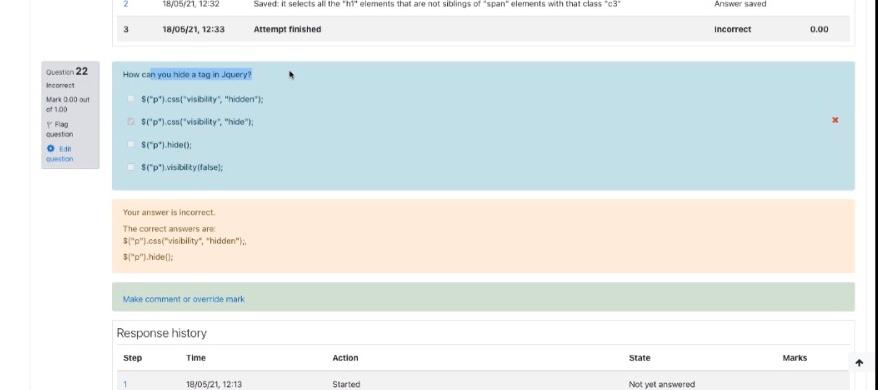 2 18/05/21, 12:32 Saved: it selects all the "h1" elements that are not siblings of "span" elements with that class "c3" Answer saved
3 18/05/21, 12:33 Attempt finished Incorrect 0.00
Question 22
Incorrect
Mark 0.00 out
of 1.00
Flag
question
Edit
question
How can you hide a tag in Jquery?
$("p").css("visibility", "hidden");
$("p").css("visibility", "hide");
$("p").hide();
$("p").visibility(false);
Your answer is incorrect.
The correct answers are:
$("p").css("visibility", "hidden");,
$("p").hide();
Make comment or override mark
Response history
Step Time Action State Marks
1 18/05/21, 12:13 Started Not yet answered